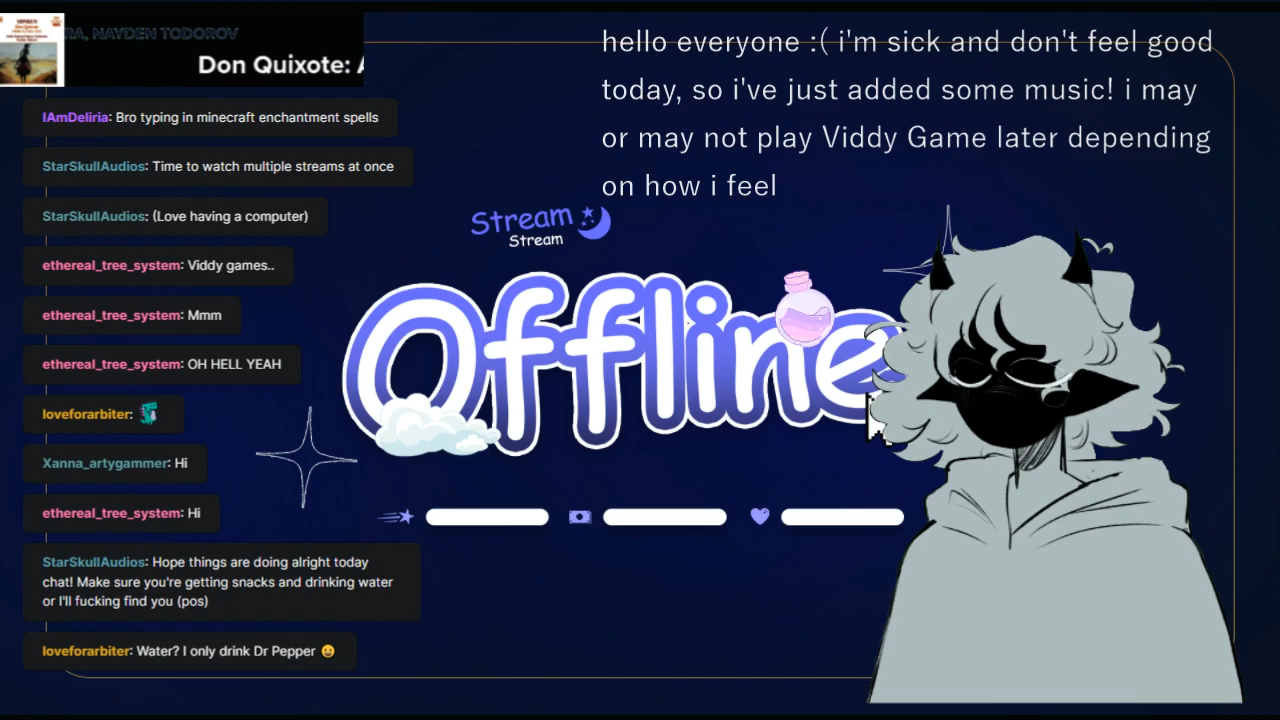 RA, NAYDEN TODOROV
Don Quixote: A
hello everyone :( i'm sick and don't feel good
today, so i've just added some music! i may
or may not play Viddy Game later depending
on how i feel
IAmDeliria: Bro typing in minecraft enchantment spells
StarSkullAudios: Time to watch multiple streams at once
StarSkullAudios: (Love having a computer)
ethereal_tree_system: Viddy games..
ethereal_tree_system: Mmm
ethereal_tree_system: OH HELL YEAH
loveforarbiter:
Xanna_artygammer: Hi
ethereal_tree_system: Hi
StarSkullAudios: Hope things are doing alright today
chat! Make sure you're getting snacks and drinking water
or I'll fucking find you (pos)
loveforarbiter: Water? I only drink Dr Pepper 😀
Stream
Stream
Offline